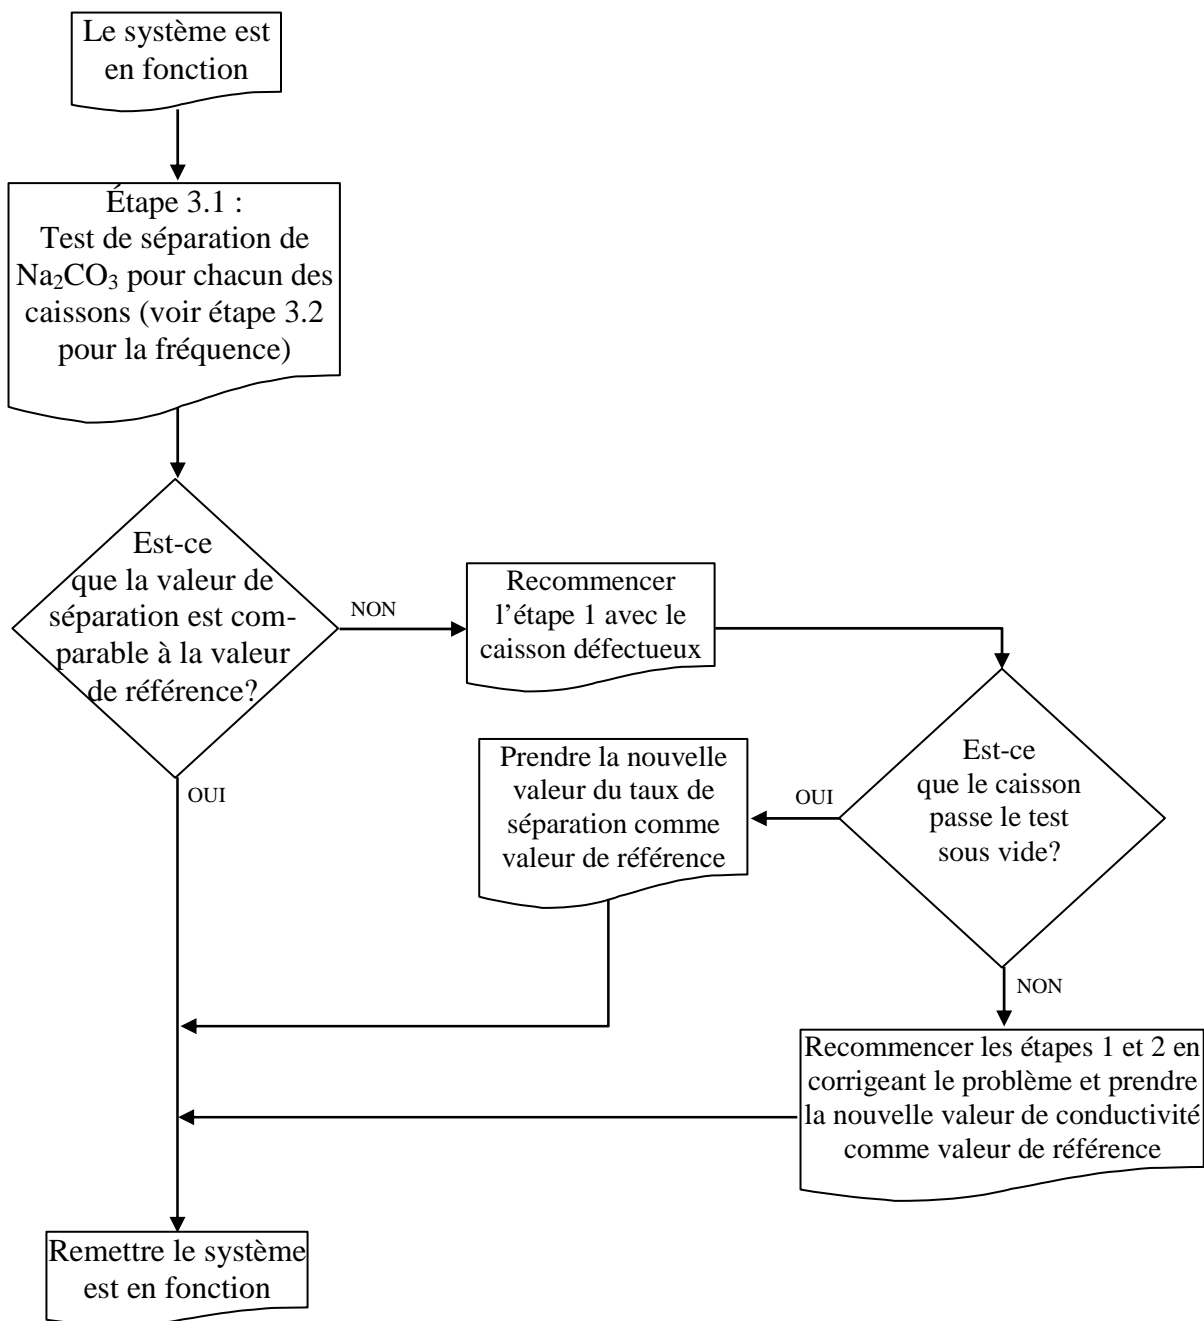 Le système est
en fonction
Étape 3.1 :
Test de séparation de
Na₂CO₃ pour chacun des
caissons (voir étape 3.2
pour la fréquence)
Est-ce
que la valeur de
séparation est com-
parable à la valeur
de référence?
NON
Recommencer
l’étape 1 avec le
caisson défectueux
Est-ce
que le caisson
passe le test
sous vide?
OUI
Prendre la nouvelle
valeur du taux de
séparation comme
valeur de référence
NON
Recommencer les étapes 1 et 2 en
corrigeant le problème et prendre
la nouvelle valeur de conductivité
comme valeur de référence
OUI
Remettre le système
est en fonction